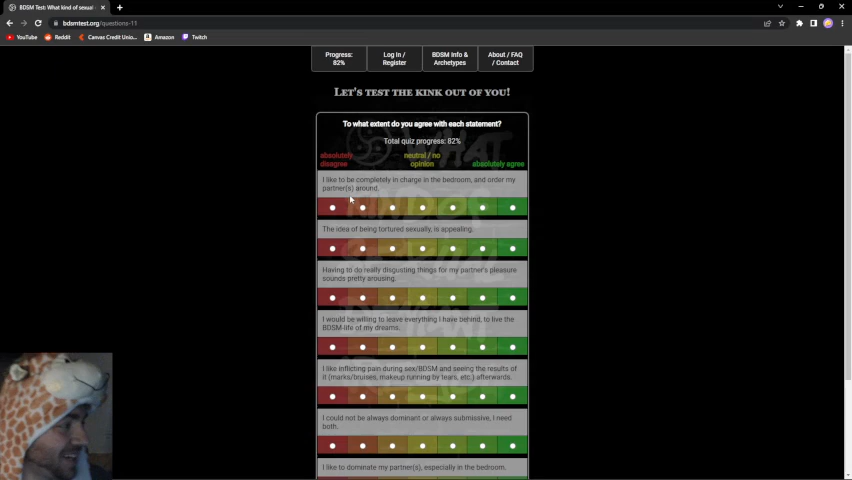 BDSM Test: What kind of sexual
bdsmtest.org/questions-11
YouTube Reddit Canvas Credit Unio... Amazon Twitch
Progress: 82%
Log In / Register
BDSM Info & Archetypes
About / FAQ / Contact
Let's test the kink out of you!
To what extent do you agree with each statement?
Total quiz progress: 82%
absolutely disagree
neutral / no opinion
absolutely agree
I like to be completely in charge in the bedroom, and order my
partner(s) around.
The idea of being tortured sexually, is appealing.
Having to do really disgusting things for my partner's pleasure
sounds pretty arousing.
I would be willing to leave everything I have behind, to live the
BDSM-life of my dreams.
I like inflicting pain during sex/BDSM and seeing the results of
it (marks/bruises, makeup running by tears, etc.) afterwards.
I could not be always dominant or always submissive, I need
both.
I like to dominate my partner(s), especially in the bedroom.